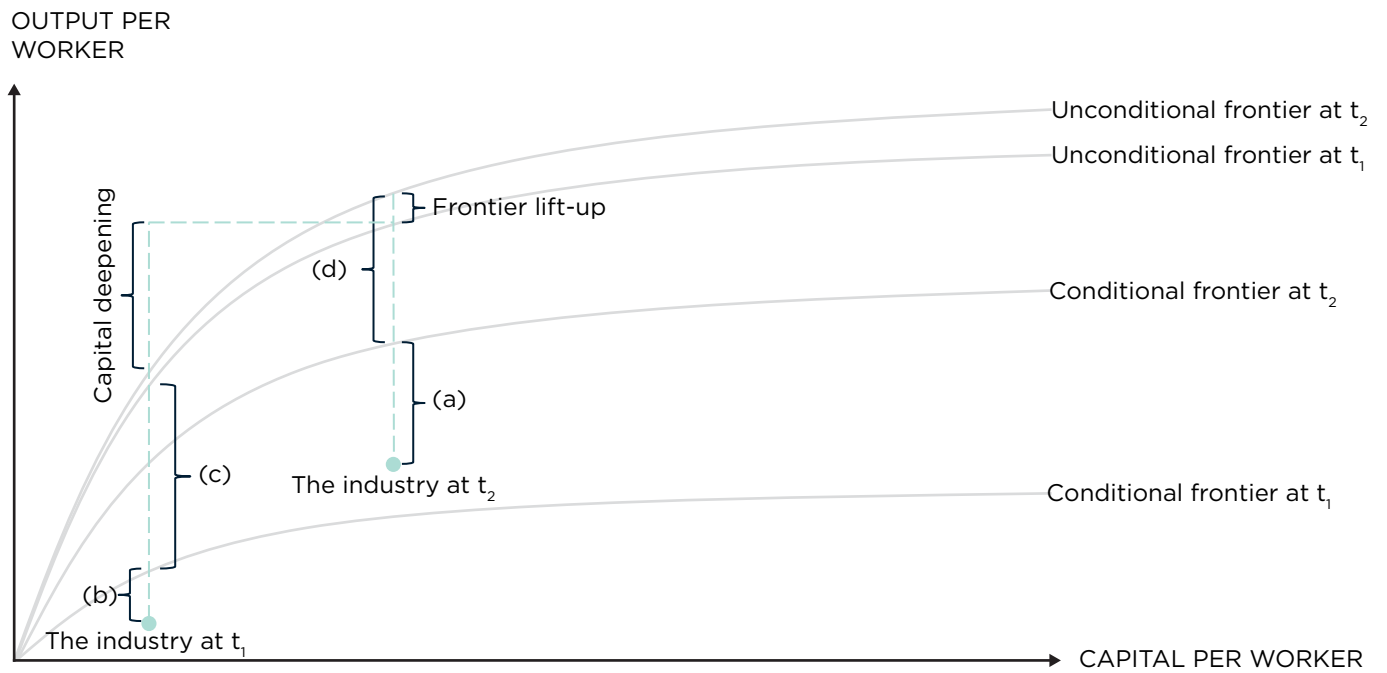 OUTPUT PER
WORKER
Unconditional frontier at t₂
Unconditional frontier at t₁
Capital deepening
Frontier lift-up
(d)
Conditional frontier at t₂
(a)
(c)
The industry at t₂
Conditional frontier at t₁
(b)
The industry at t₁
CAPITAL PER WORKER